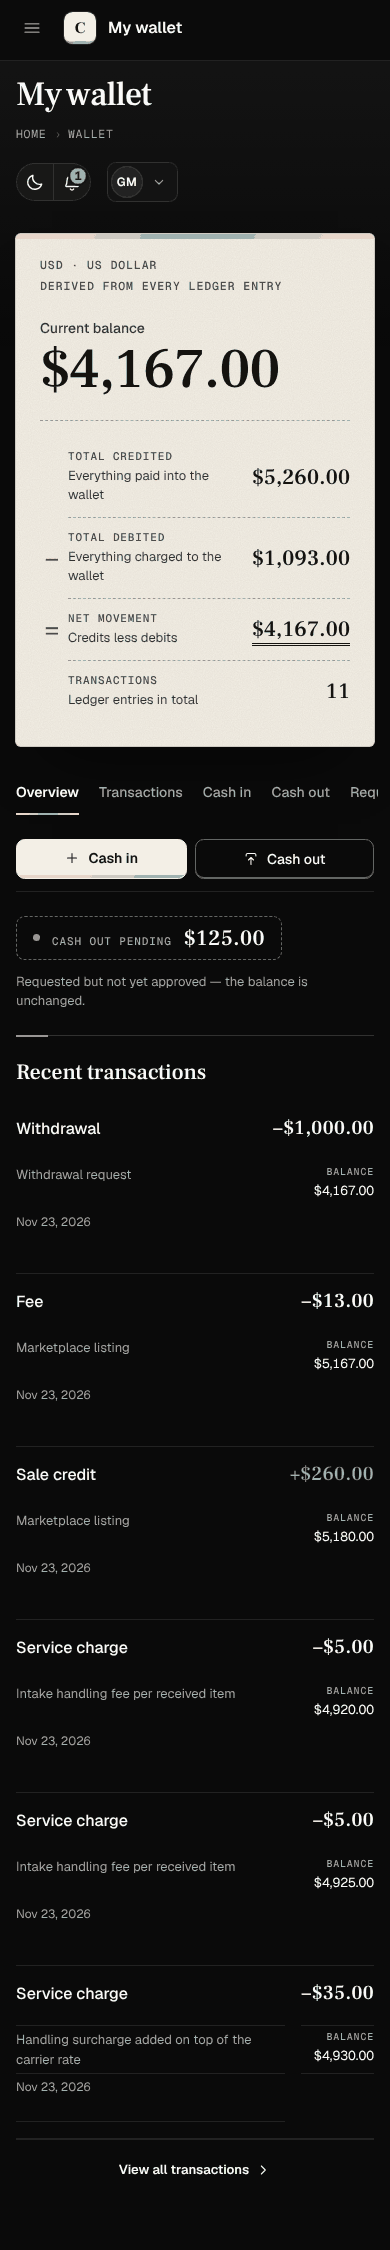 C My wallet
My wallet
HOME › WALLET
1
GM
USD · US DOLLAR
DERIVED FROM EVERY LEDGER ENTRY
Current balance
$4,167.00
TOTAL CREDITED
Everything paid into the
wallet
$5,260.00
TOTAL DEBITED
— Everything charged to the
wallet
$1,093.00
NET MOVEMENT
= Credits less debits
$4,167.00
TRANSACTIONS
Ledger entries in total
11
Overview Transactions Cash in Cash out
+ Cash in
Cash out
CASH OUT PENDING $125.00
Requested but not yet approved — the balance is
unchanged.
Recent transactions
Withdrawal −$1,000.00
Withdrawal request
BALANCE
$4,167.00
Nov 23, 2026
Fee −$13.00
Marketplace listing
BALANCE
$5,167.00
Nov 23, 2026
Sale credit +$260.00
Marketplace listing
BALANCE
$5,180.00
Nov 23, 2026
Service charge −$5.00
Intake handling fee per received item
BALANCE
$4,920.00
Nov 23, 2026
Service charge −$5.00
Intake handling fee per received item
BALANCE
$4,925.00
Nov 23, 2026
Service charge −$35.00
Handling surcharge added on top of the
carrier rate
BALANCE
$4,930.00
Nov 23, 2026
View all transactions